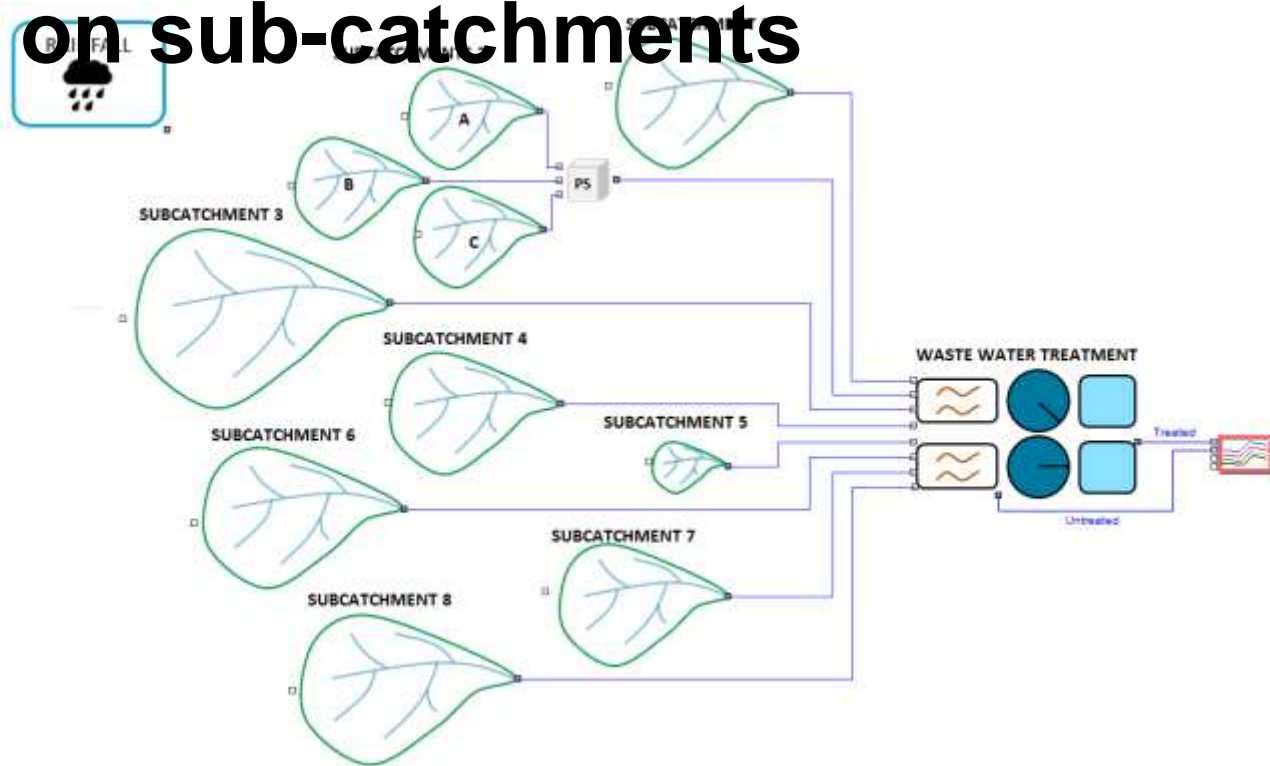 on sub-catchments
RAINFALL
A
B
C
PS
SUBCATCHMENT 3
SUBCATCHMENT 4
SUBCATCHMENT 5
SUBCATCHMENT 6
SUBCATCHMENT 7
SUBCATCHMENT 8
WASTE WATER TREATMENT
Treated
Untreated